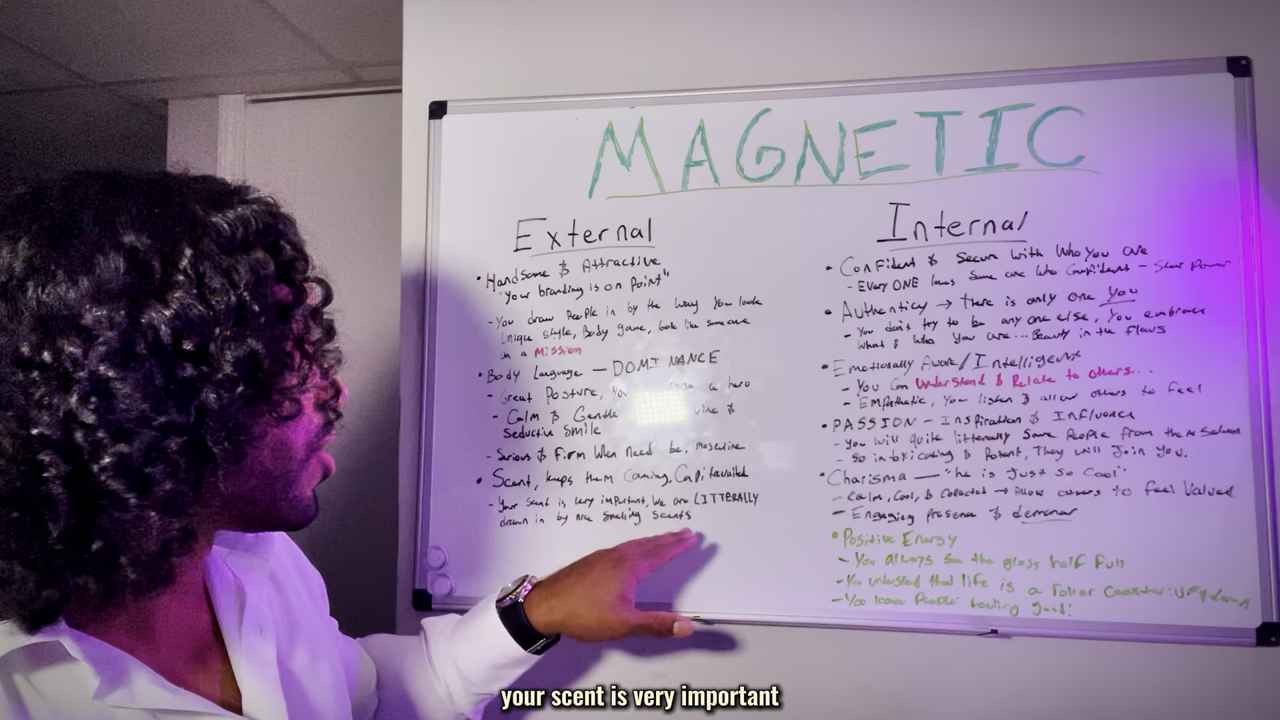 MAGNETIC
External
• Handsome & Attractive
"Your branding is on Point"
- You draw People in by the way You look
Unique style, Body game, look like someone
on a Mission
• Body Language — DOMINANCE
- Great Posture, You a hero
- Calm & Gentle &
Seductive Smile
- Serious & Firm When need be, Masculine
• Scent, keeps them Coming, Captavaited
- Your Scent is very important, We are LITTERALLY
drawn in by nice Smelling Scents
Internal
• Confident & Secure with Who You are
- EVery ONE loves Some one Who Confident - Star Power
• Authenticy → there is only one You
- You don't try to be any one else, You embrace
what & who You are... Beauty in the flaws
• Emotionally Aware/Intelligent
- You Can Understand & Relate to others...
- EMPathetic, You listen & allow others to feel
• PASSION - Inspiration & Influence
- You will quite litterally Save People from themselves
- So intoxicating & Potent, They will Join You.
• Charisma — "he is Just so Cool"
- Calm, Cool, & Collected → Allow others to feel Valued
- Engaging Presense & demenar
• Positive Energy
- You always see the glass half Full
- You understand that life is a roller Coaster: UP & down
- You leave People feeling good!
your scent is very important